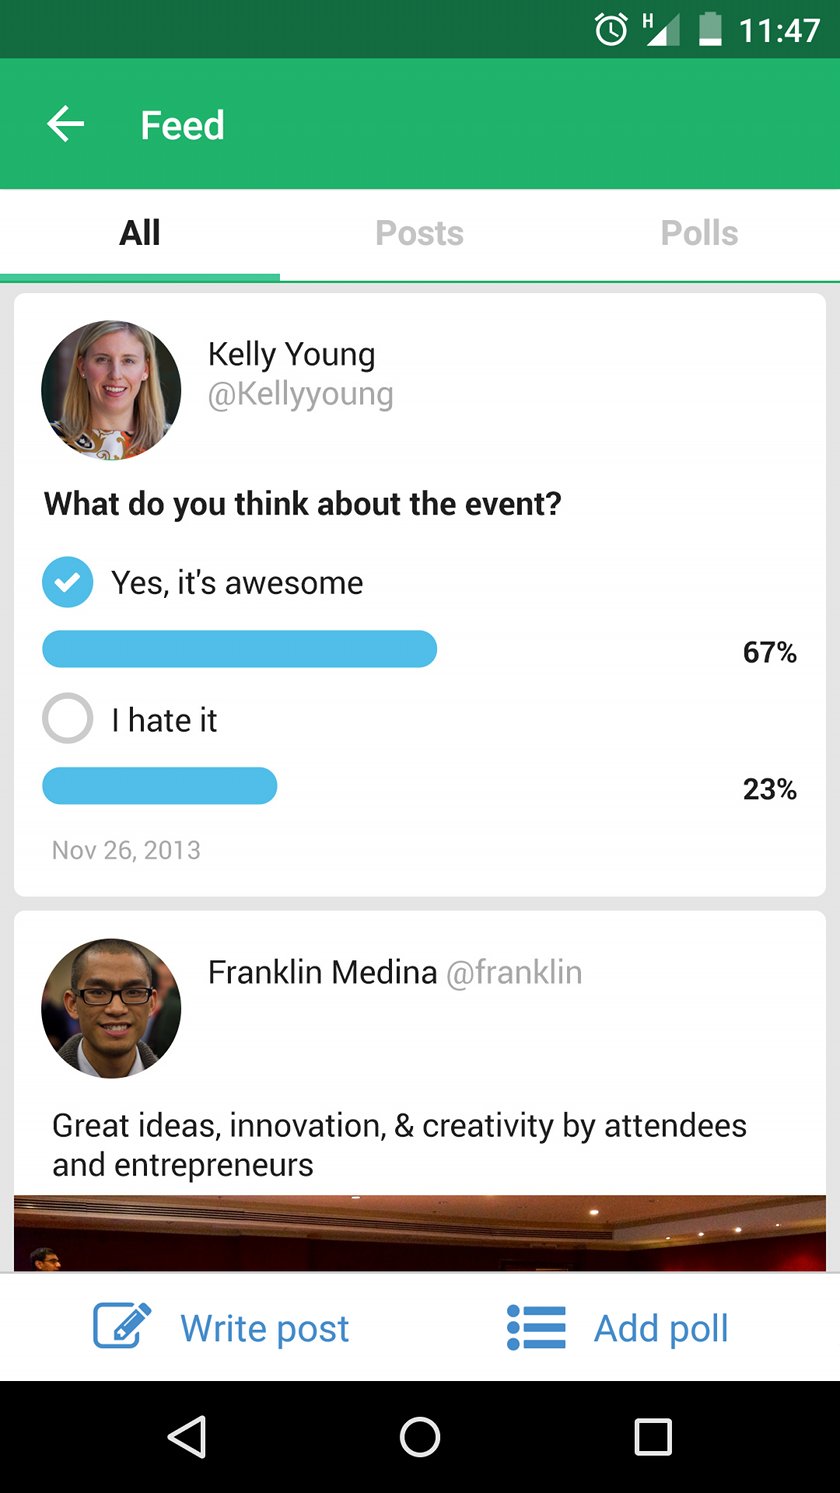 H 11:47
Feed
All Posts Polls
Kelly Young
@Kellyyoung
What do you think about the event?
Yes, it's awesome
67%
I hate it
23%
Nov 26, 2013
Franklin Medina @franklin
Great ideas, innovation, & creativity by attendees
and entrepreneurs
Write post Add poll